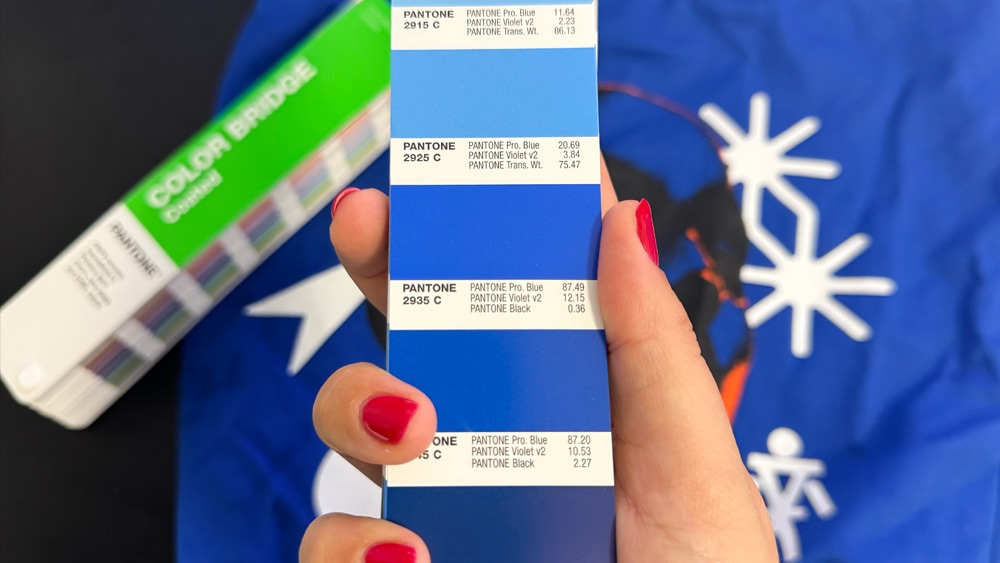 PANTONE
2915 C
PANTONE Pro. Blue 11.64
PANTONE Violet v2 2.23
PANTONE Trans. Wt. 86.13
PANTONE
2925 C
PANTONE Pro. Blue 20.69
PANTONE Violet v2 3.84
PANTONE Trans. Wt. 75.47
PANTONE
2935 C
PANTONE Pro. Blue 87.49
PANTONE Violet v2 12.15
PANTONE Black 0.36
ONE
5 C
PANTONE Pro. Blue 87.20
PANTONE Violet v2 10.53
PANTONE Black 2.27
COLOR BRIDGE
Coated
PANTONE